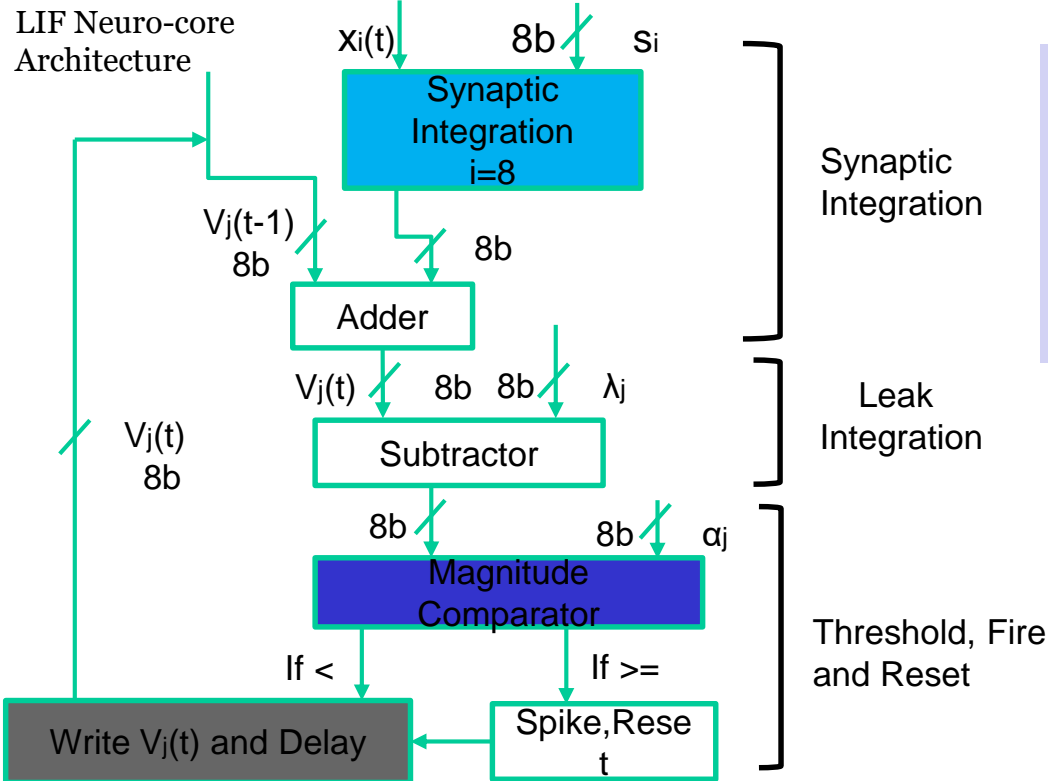 LIF Neuro-core
Architecture
xi(t)
8b
si
Synaptic
Integration
i=8
Synaptic
Integration
Vj(t-1)
8b
8b
Adder
Vj(t)
8b
8b
λj
Leak
Integration
Subtractor
Vj(t)
8b
8b
8b
αj
Magnitude
Comparator
Threshold, Fire
and Reset
If <
If >=
Write Vj(t) and Delay
Spike,Rese
t